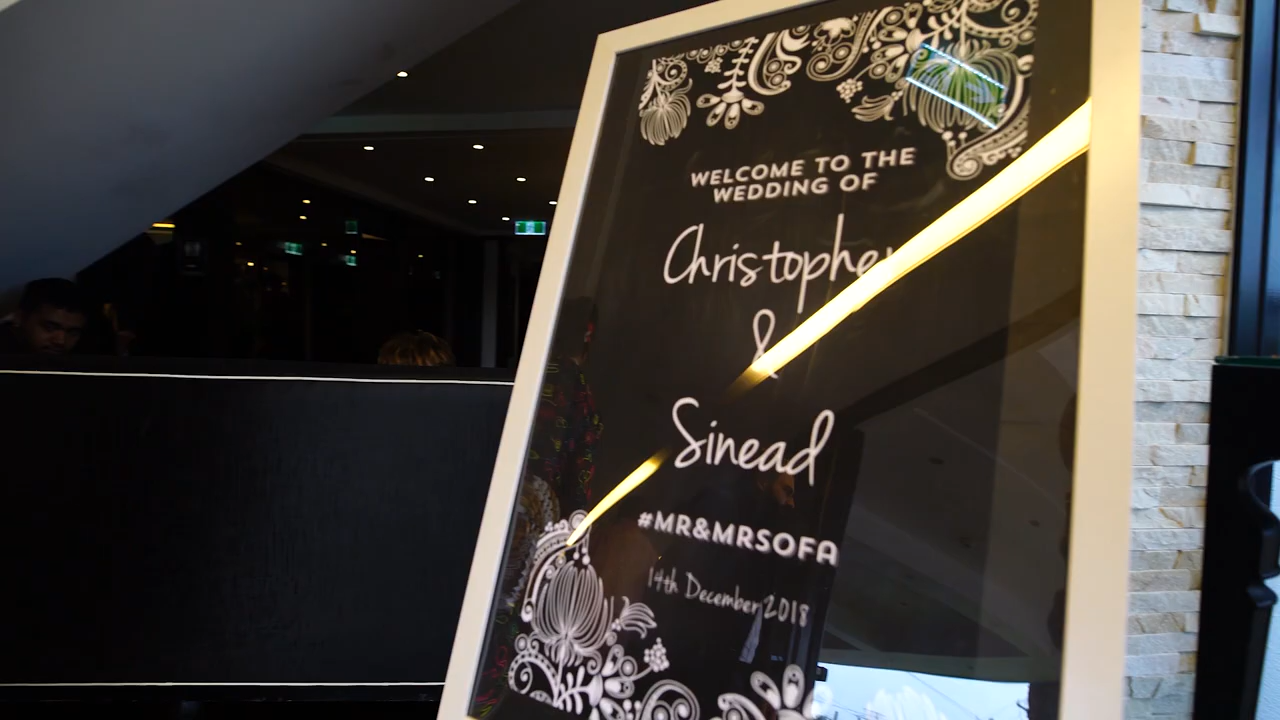 WELCOME TO THE
WEDDING OF
Christopher
&
Sinead
#MR&MRSOFA
14th December 2018